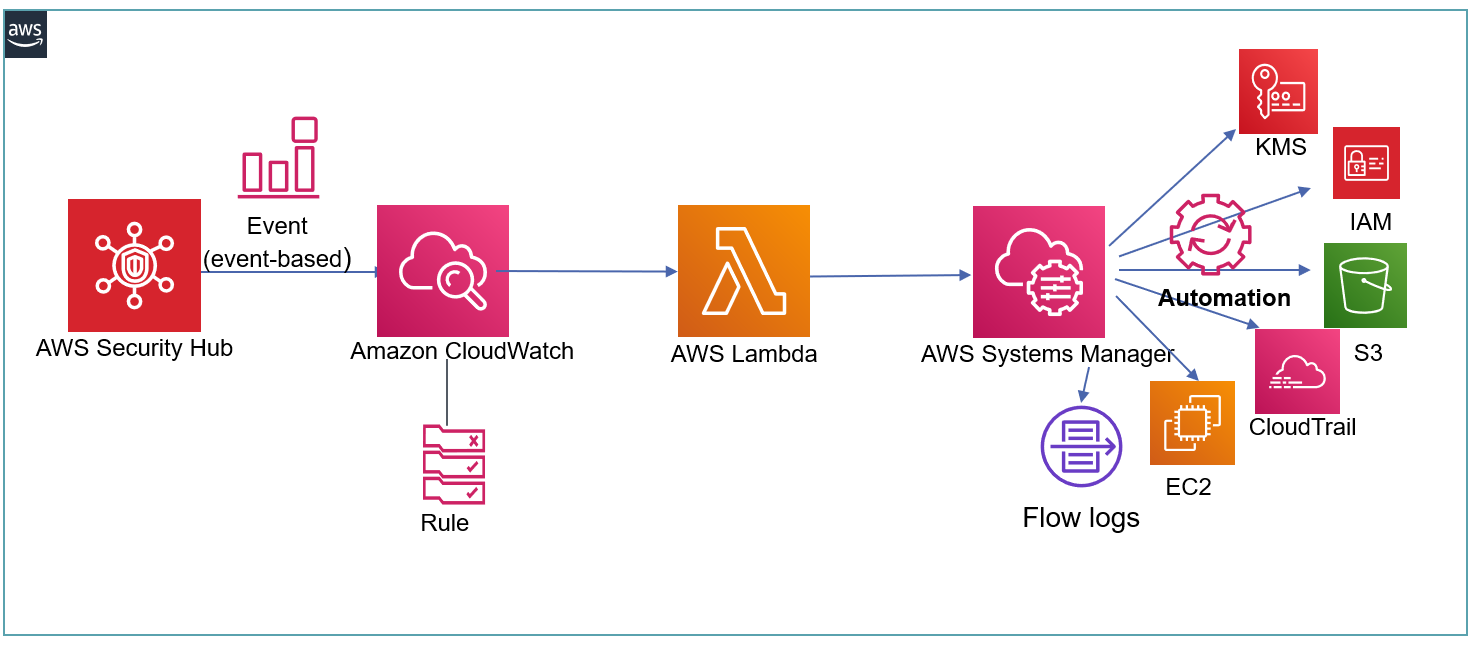 aws
Event
(event-based)
AWS Security Hub
Amazon CloudWatch
Rule
AWS Lambda
AWS Systems Manager
Automation
KMS
IAM
S3
CloudTrail
EC2
Flow logs